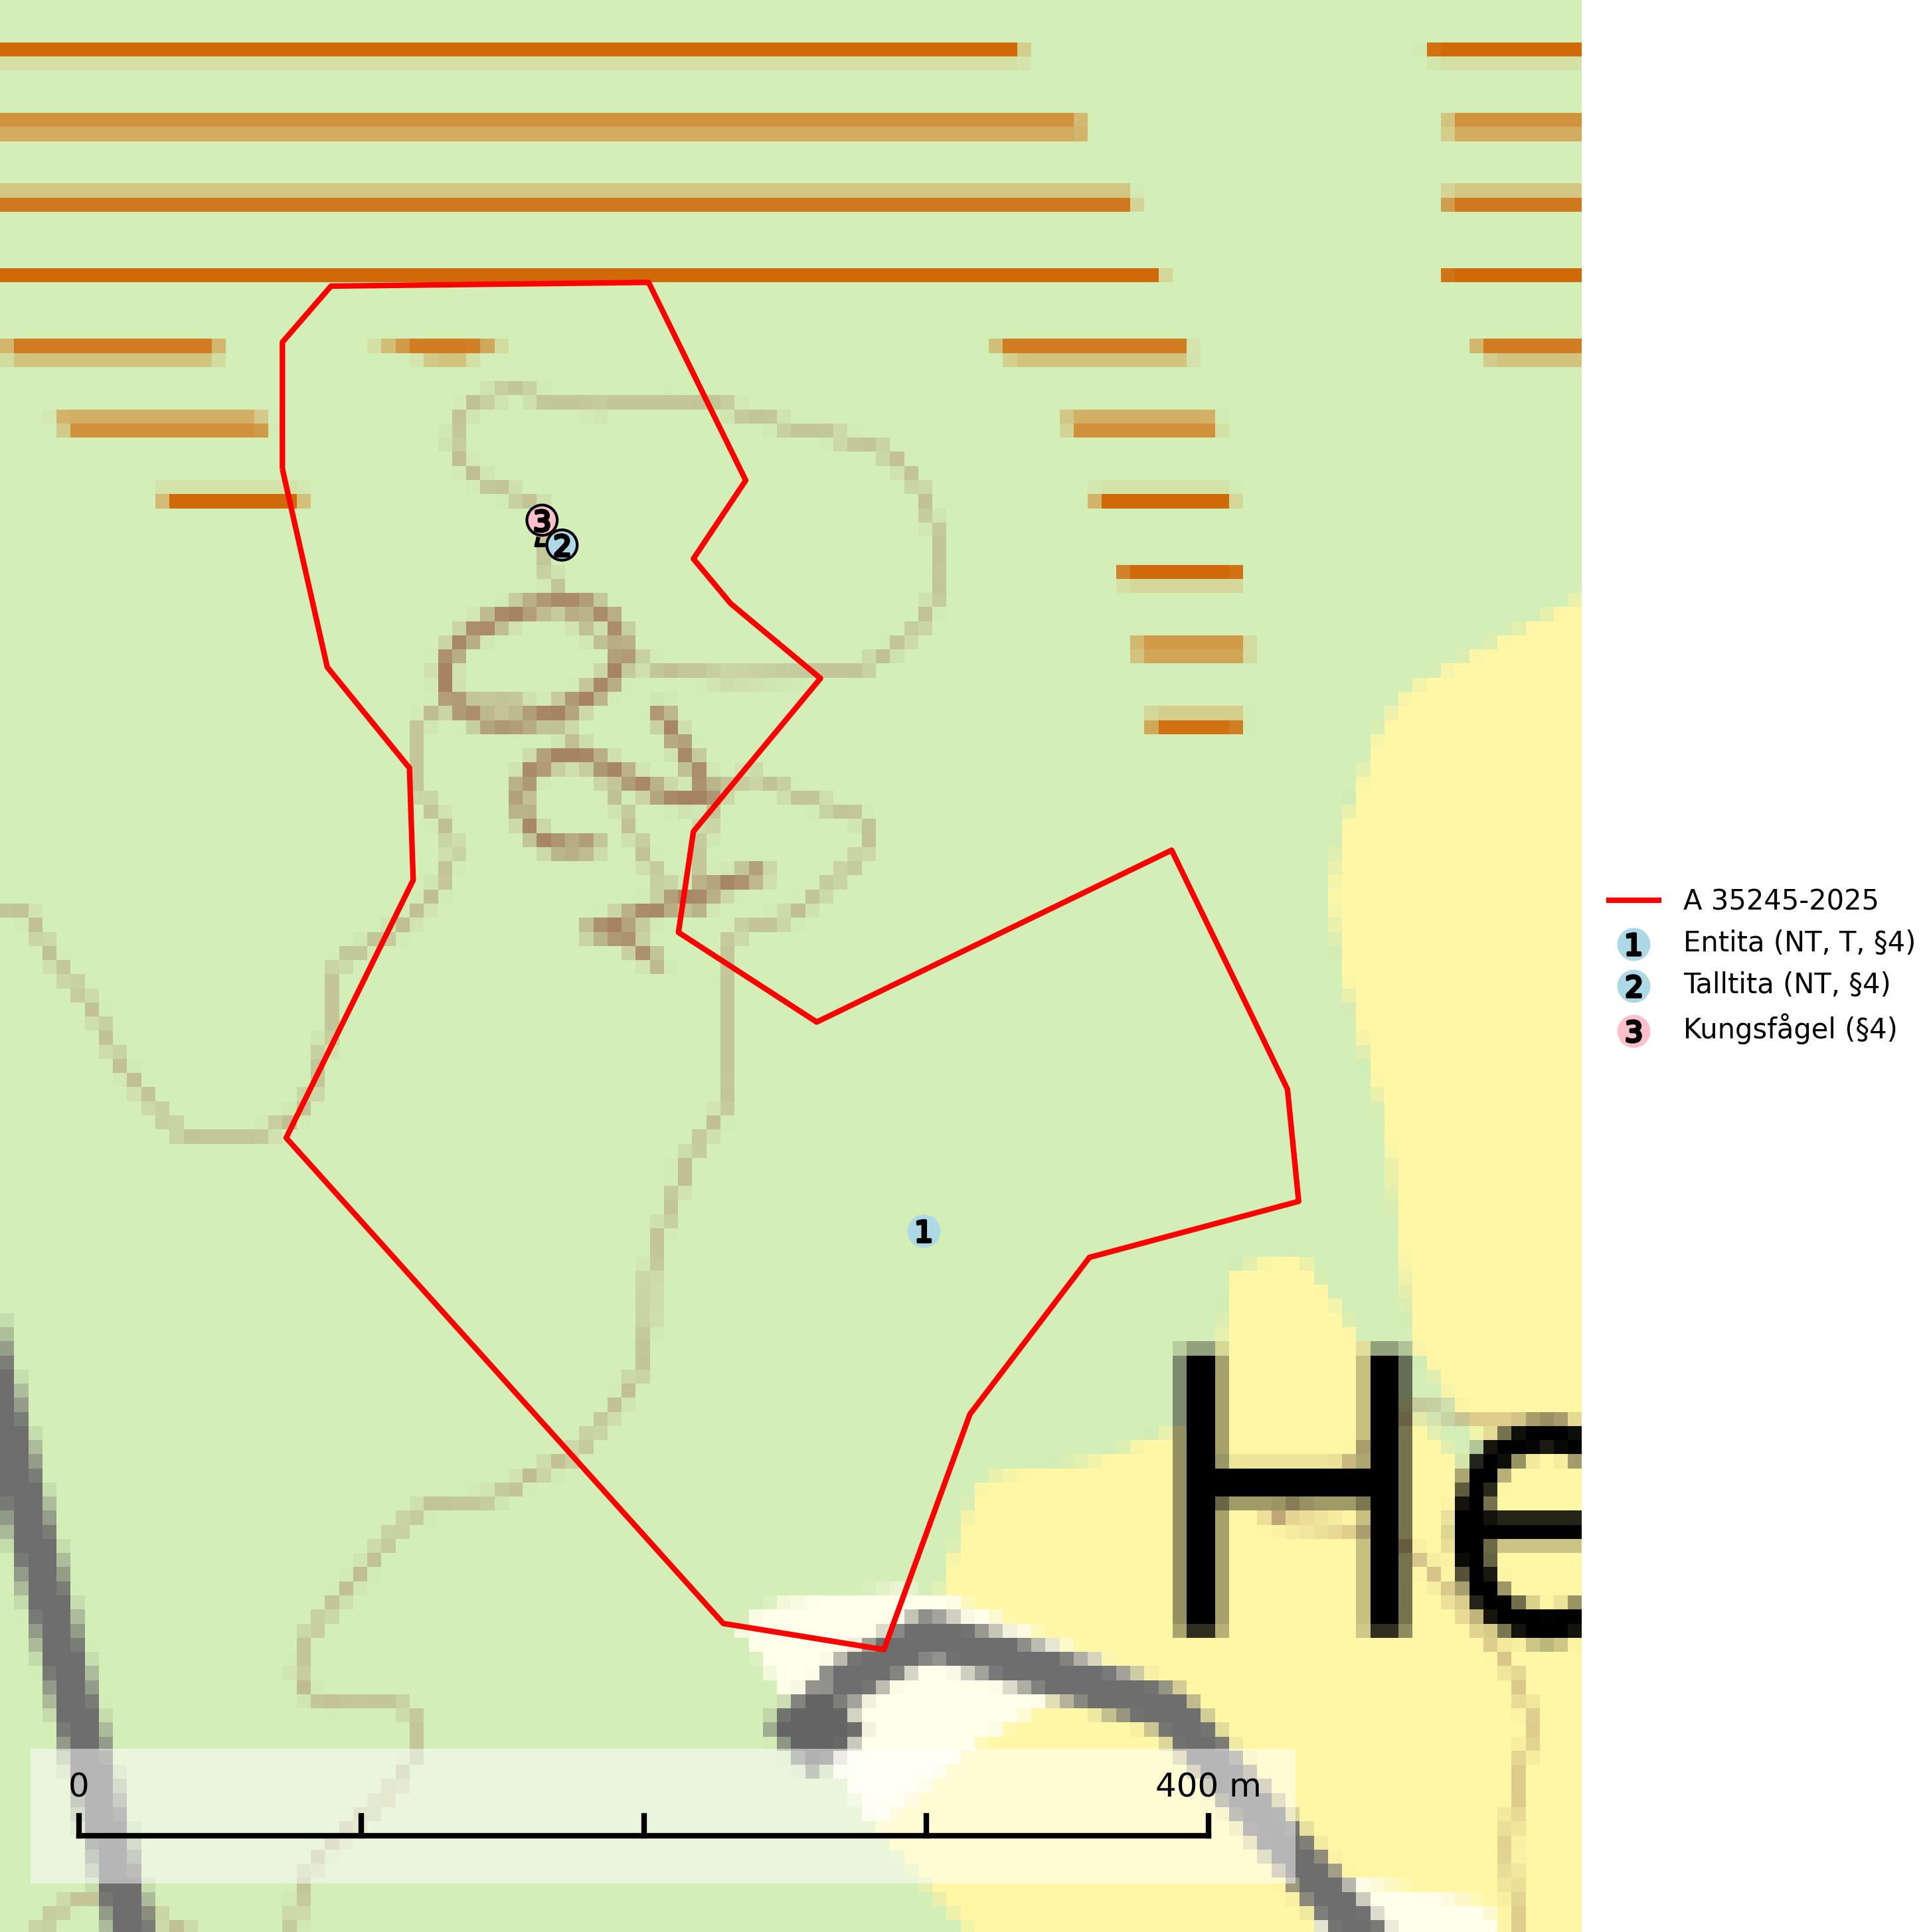 3
2
A 35245-2025
1 Entita (NT, T, §4)
2 Talltita (NT, §4)
3 Kungsfågel (§4)
1
He
0 400 m